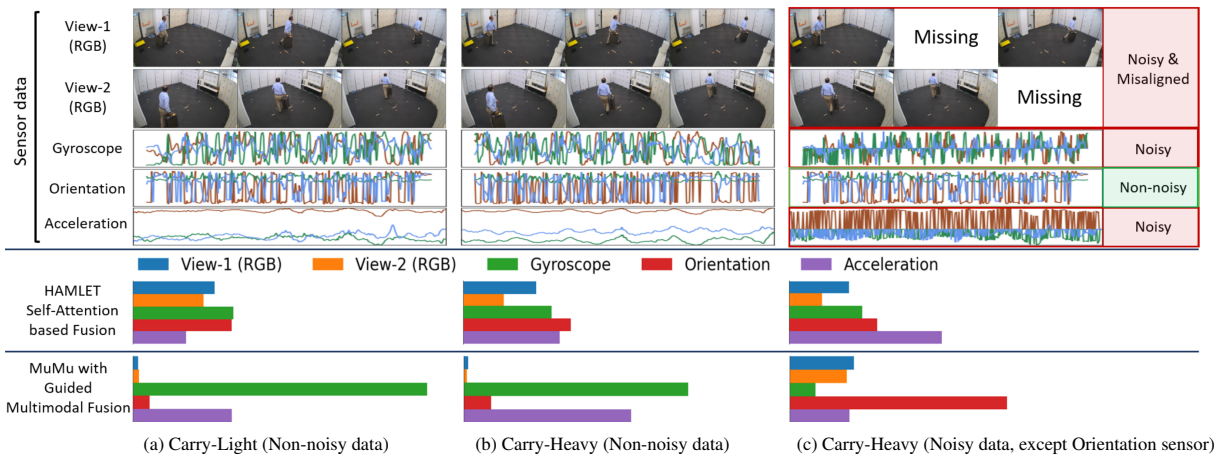 Sensor data
View-1
(RGB)
Missing
Noisy &
Misaligned
View-2
(RGB)
Missing
Gyroscope
Noisy
Orientation
Non-noisy
Acceleration
Noisy
View-1 (RGB) View-2 (RGB) Gyroscope Orientation Acceleration
HAMLET
Self-Attention
based Fusion
MuMu with
Guided
Multimodal Fusion
(a) Carry-Light (Non-noisy data)
(b) Carry-Heavy (Non-noisy data)
(c) Carry-Heavy (Noisy data, except Orientation sensor)